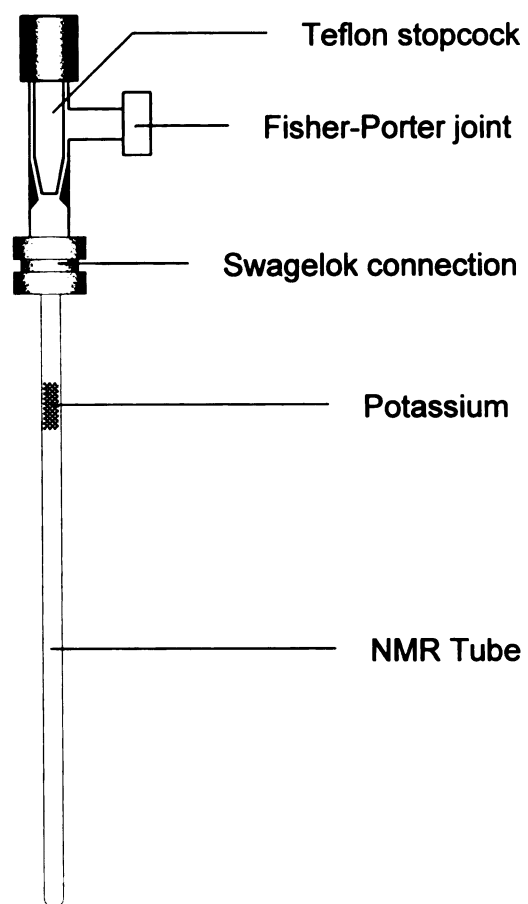 Teflon stopcock
Fisher-Porter joint
Swagelok connection
Potassium
NMR Tube